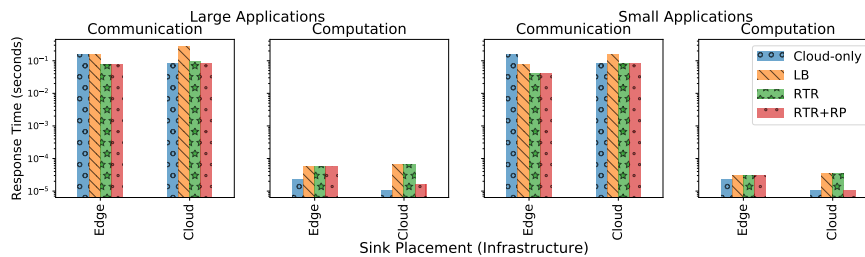 Large Applications
Small Applications
Communication
Computation
Communication
Computation
Response Time (seconds)
10⁻¹
10⁻²
10⁻³
10⁻⁴
10⁻⁵
Cloud-only
LB
RTR
RTR+RP
Edge
Cloud
Edge
Cloud
Edge
Cloud
Edge
Cloud
Sink Placement (Infrastructure)